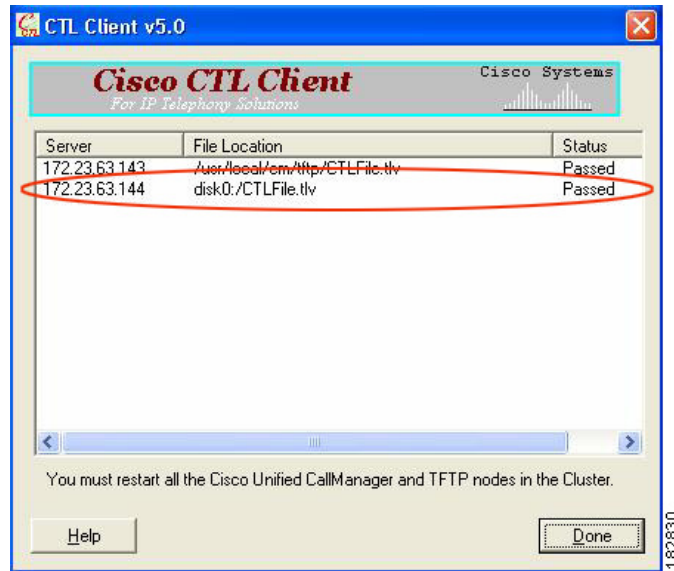 CTL Client v5.0
Cisco CTL Client
For IP Telephony Solutions
Cisco Systems
Server File Location Status
172.23.63.143 /usr/local/cm/tftp/CTLFile.tlv Passed
172.23.63.144 disk0:/CTLFile.tlv Passed
You must restart all the Cisco Unified CallManager and TFTP nodes in the Cluster.
Help Done
182830